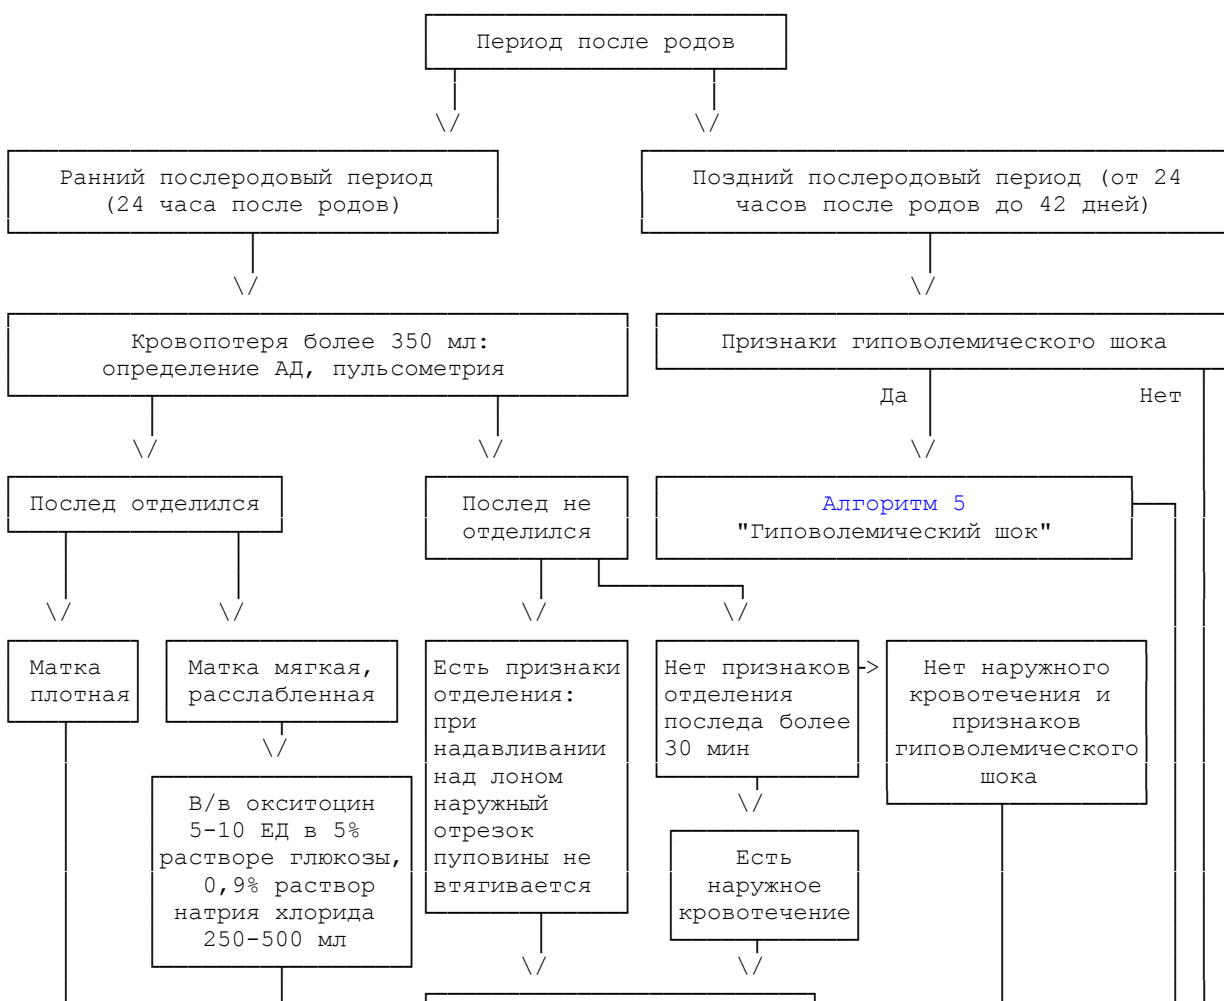 Период после родов
Ранний послеродовый период
(24 часа после родов)
Поздний послеродовый период (от 24
часов после родов до 42 дней)
Кровопотеря более 350 мл:
определение АД, пульсометрия
Признаки гиповолемического шока
Да
Нет
Послед отделился
Послед не
отделился
Алгоритм 5
"Гиповолемический шок"
Матка
плотная
Матка мягкая,
расслабленная
Есть признаки
отделения:
при
надавливании
над лоном
наружный
отрезок
пуповины не
втягивается
Нет признаков
отделения
последа более
30 мин
Нет наружного
кровотечения и
признаков
гиповолемического
шока
В/в окситоцин
5-10 ЕД в 5%
растворе глюкозы,
0,9% раствор
натрия хлорида
250-500 мл
Есть
наружное
кровотечение